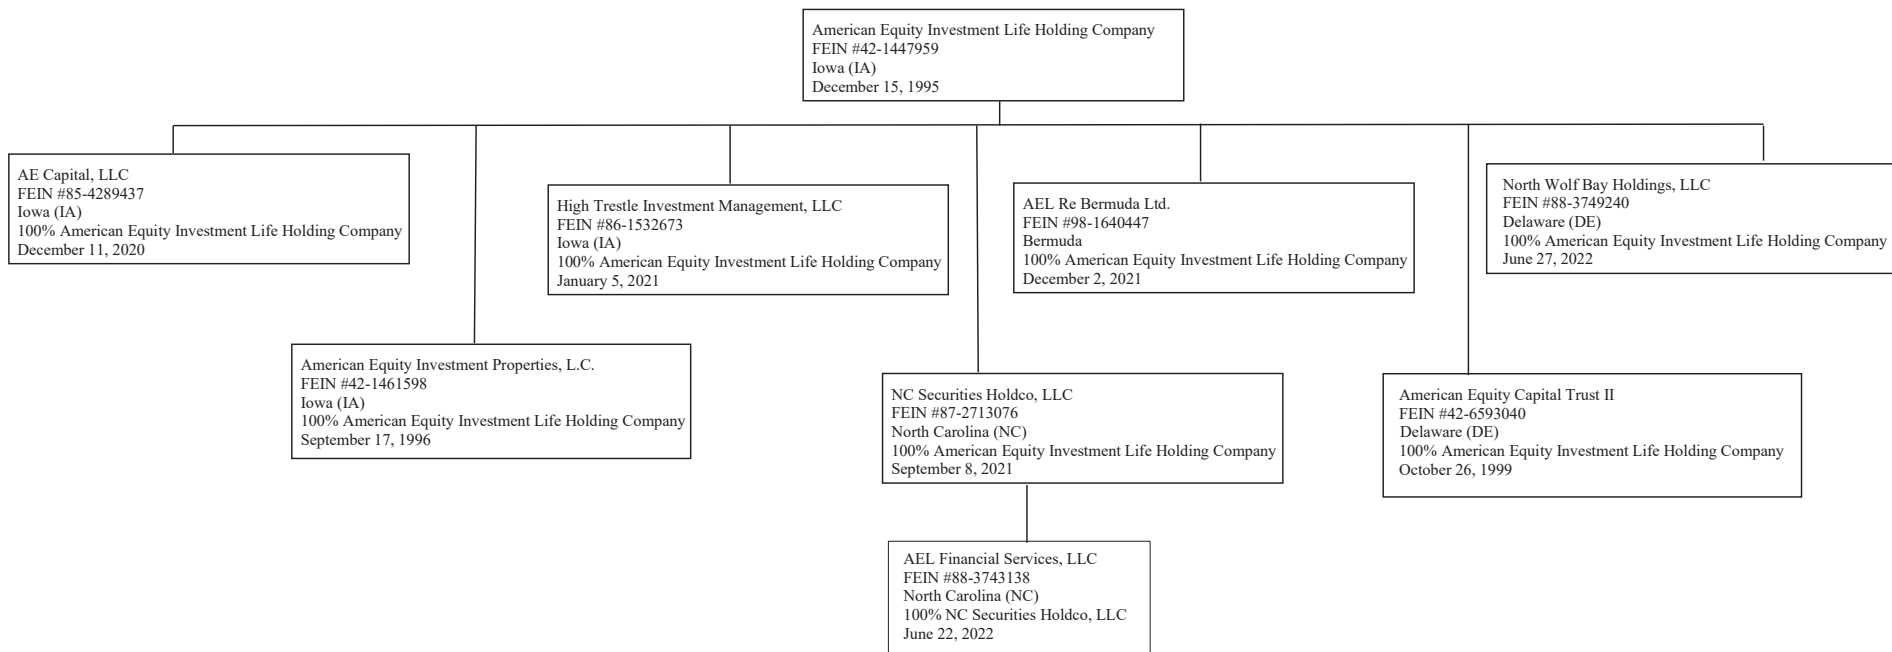 American Equity Investment Life Holding Company
FEIN #42-1447959
Iowa (IA)
December 15, 1995
AE Capital, LLC
FEIN #85-4289437
Iowa (IA)
100% American Equity Investment Life Holding Company
December 11, 2020
High Trestle Investment Management, LLC
FEIN #86-1532673
Iowa (IA)
100% American Equity Investment Life Holding Company
January 5, 2021
AEL Re Bermuda Ltd.
FEIN #98-1640447
Bermuda
100% American Equity Investment Life Holding Company
December 2, 2021
North Wolf Bay Holdings, LLC
FEIN #88-3749240
Delaware (DE)
100% American Equity Investment Life Holding Company
June 27, 2022
American Equity Investment Properties, L.C.
FEIN #42-1461598
Iowa (IA)
100% American Equity Investment Life Holding Company
September 17, 1996
NC Securities Holdco, LLC
FEIN #87-2713076
North Carolina (NC)
100% American Equity Investment Life Holding Company
September 8, 2021
American Equity Capital Trust II
FEIN #42-6593040
Delaware (DE)
100% American Equity Investment Life Holding Company
October 26, 1999
AEL Financial Services, LLC
FEIN #88-3743138
North Carolina (NC)
100% NC Securities Holdco, LLC
June 22, 2022